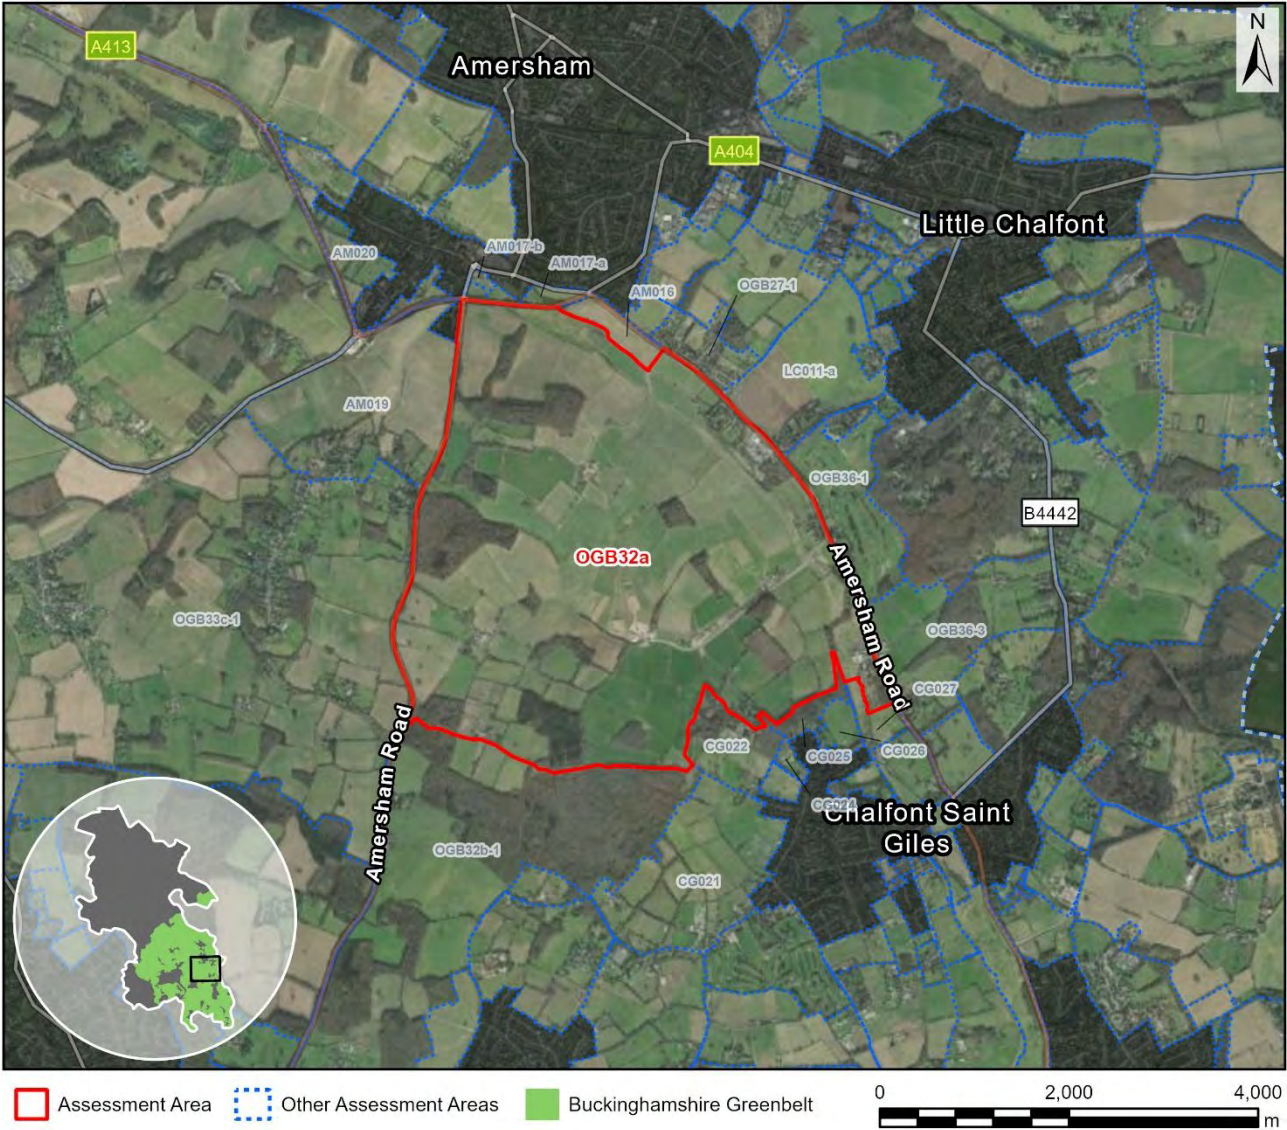 A413
Amersham
N
A404
Little Chalfont
AM020
AM017-b
AM017-a
AM016
OGB27-1
LC011-a
AM019
OGB36-1
B4442
OGB32a
Amersham Road
OGB33c-1
OGB36-3
CG027
Amersham Road
CG022
CG025
CG026
CG024
Chalfont Saint
Giles
OGB32b-1
CG021
Assessment Area
Other Assessment Areas
Buckinghamshire Greenbelt
0 2,000 4,000
m